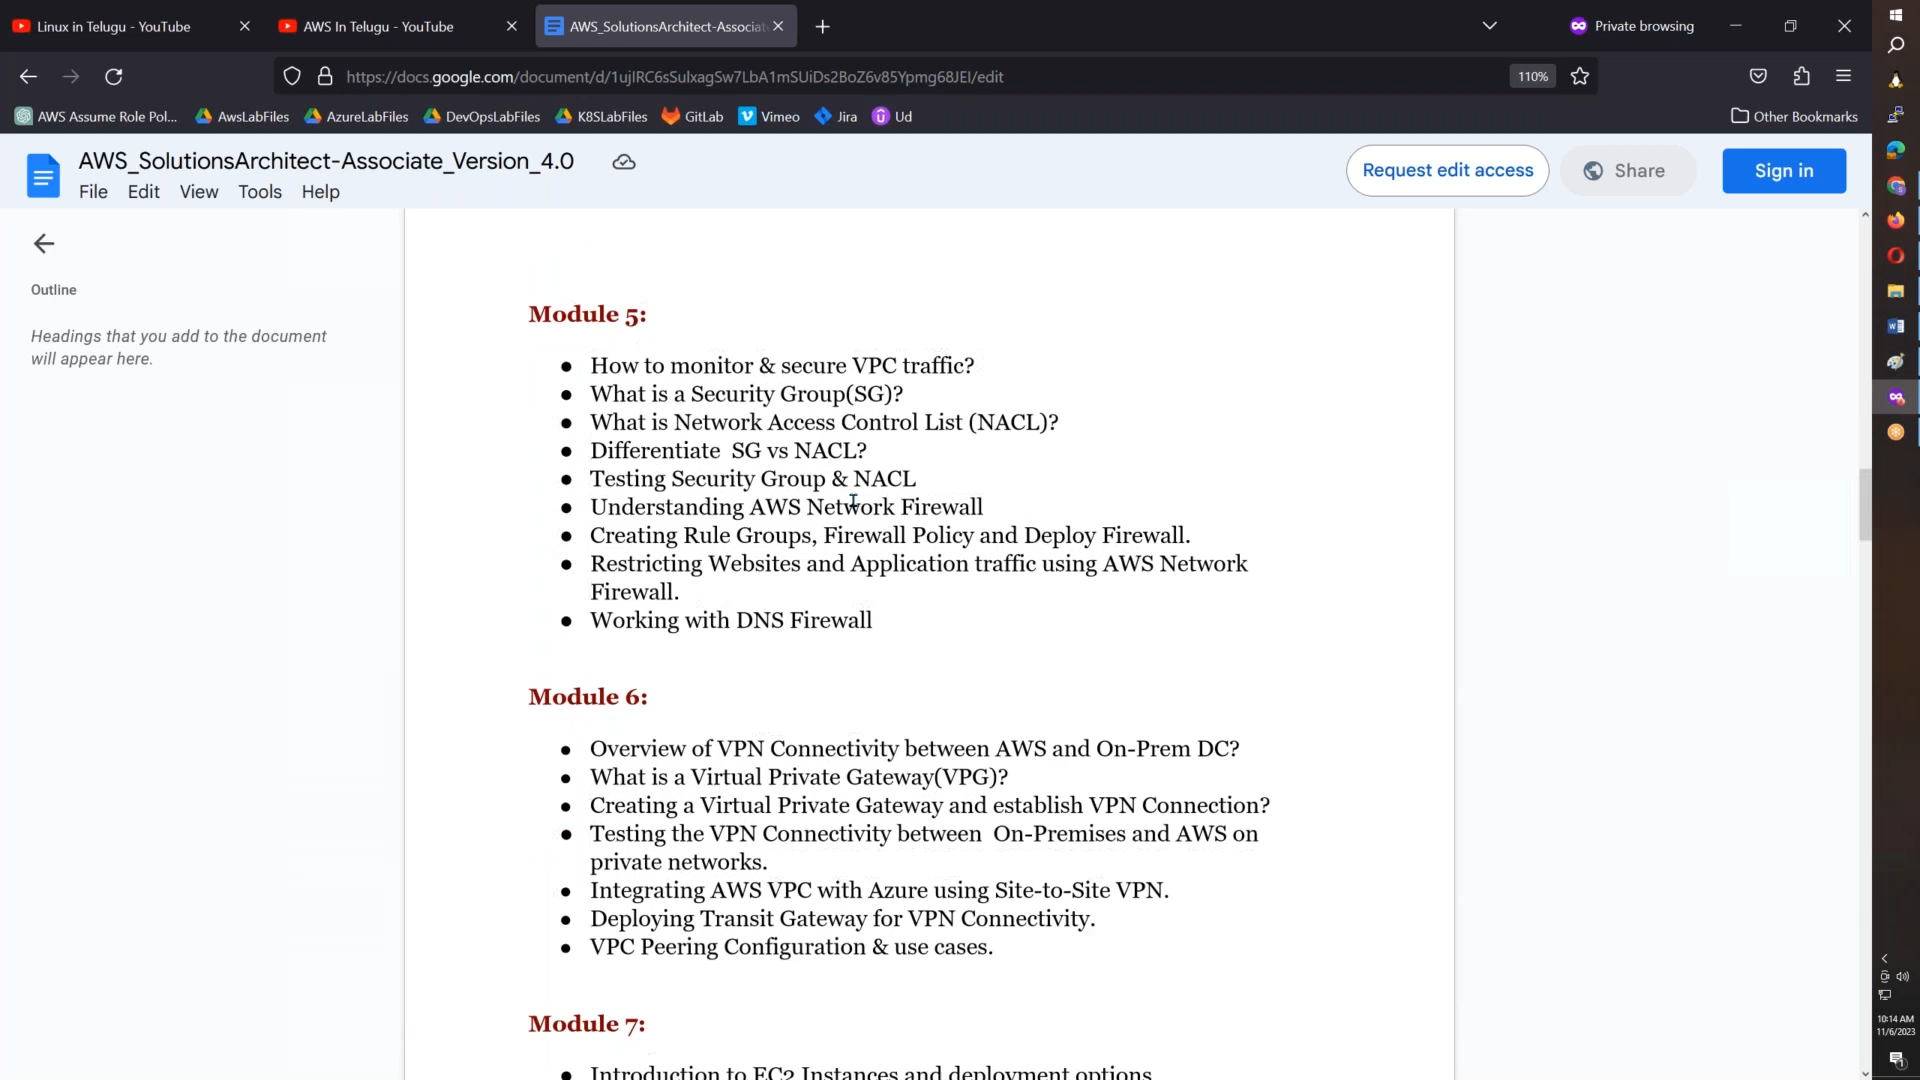 Linux in Telugu - YouTube
AWS In Telugu - YouTube
AWS_SolutionsArchitect-Associat
Private browsing
https://docs.google.com/document/d/1ujIRC6sSulxagSw7LbA1mSUiDs2BoZ6v85Ypmg68JEI/edit
110%
AWS Assume Role Pol...
AwsLabFiles
AzureLabFiles
DevOpsLabFiles
K8SLabFiles
GitLab
Vimeo
Jira
Ud
Other Bookmarks
AWS_SolutionsArchitect-Associate_Version_4.0
File Edit View Tools Help
Request edit access
Share
Sign in
Outline
Headings that you add to the document
will appear here.
Module 5:
● How to monitor & secure VPC traffic?
● What is a Security Group(SG)?
● What is Network Access Control List (NACL)?
● Differentiate SG vs NACL?
● Testing Security Group & NACL
● Understanding AWS Network Firewall
● Creating Rule Groups, Firewall Policy and Deploy Firewall.
● Restricting Websites and Application traffic using AWS Network
Firewall.
● Working with DNS Firewall
Module 6:
● Overview of VPN Connectivity between AWS and On-Prem DC?
● What is a Virtual Private Gateway(VPG)?
● Creating a Virtual Private Gateway and establish VPN Connection?
● Testing the VPN Connectivity between On-Premises and AWS on
private networks.
● Integrating AWS VPC with Azure using Site-to-Site VPN.
● Deploying Transit Gateway for VPN Connectivity.
● VPC Peering Configuration & use cases.
Module 7:
● Introduction to EC2 Instances and deployment options
10:14 AM
11/6/2023